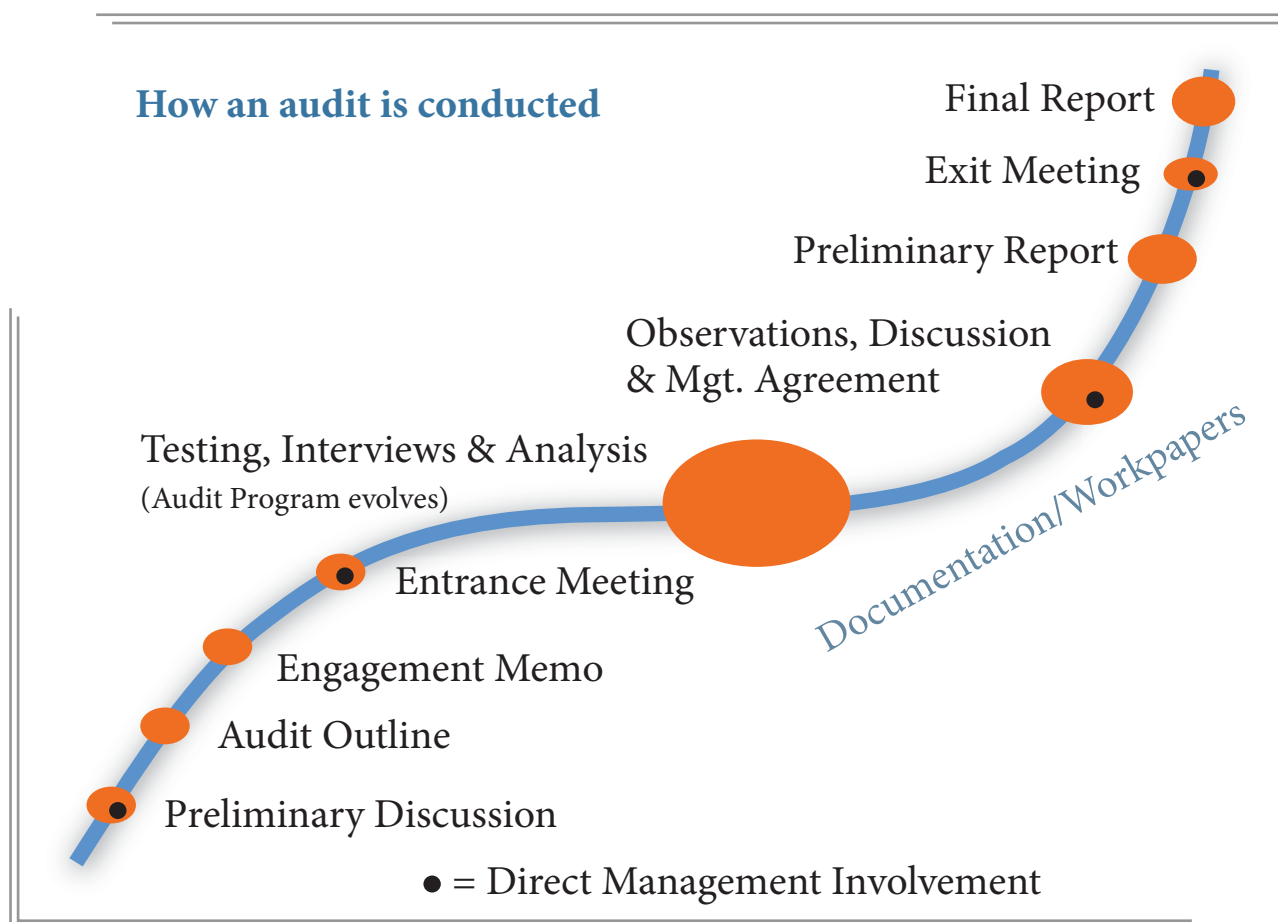 How an audit is conducted
Final Report
Exit Meeting
Preliminary Report
Observations, Discussion
& Mgt. Agreement
Testing, Interviews & Analysis
(Audit Program evolves)
Documentation/Workpapers
Entrance Meeting
Engagement Memo
Audit Outline
Preliminary Discussion
● = Direct Management Involvement